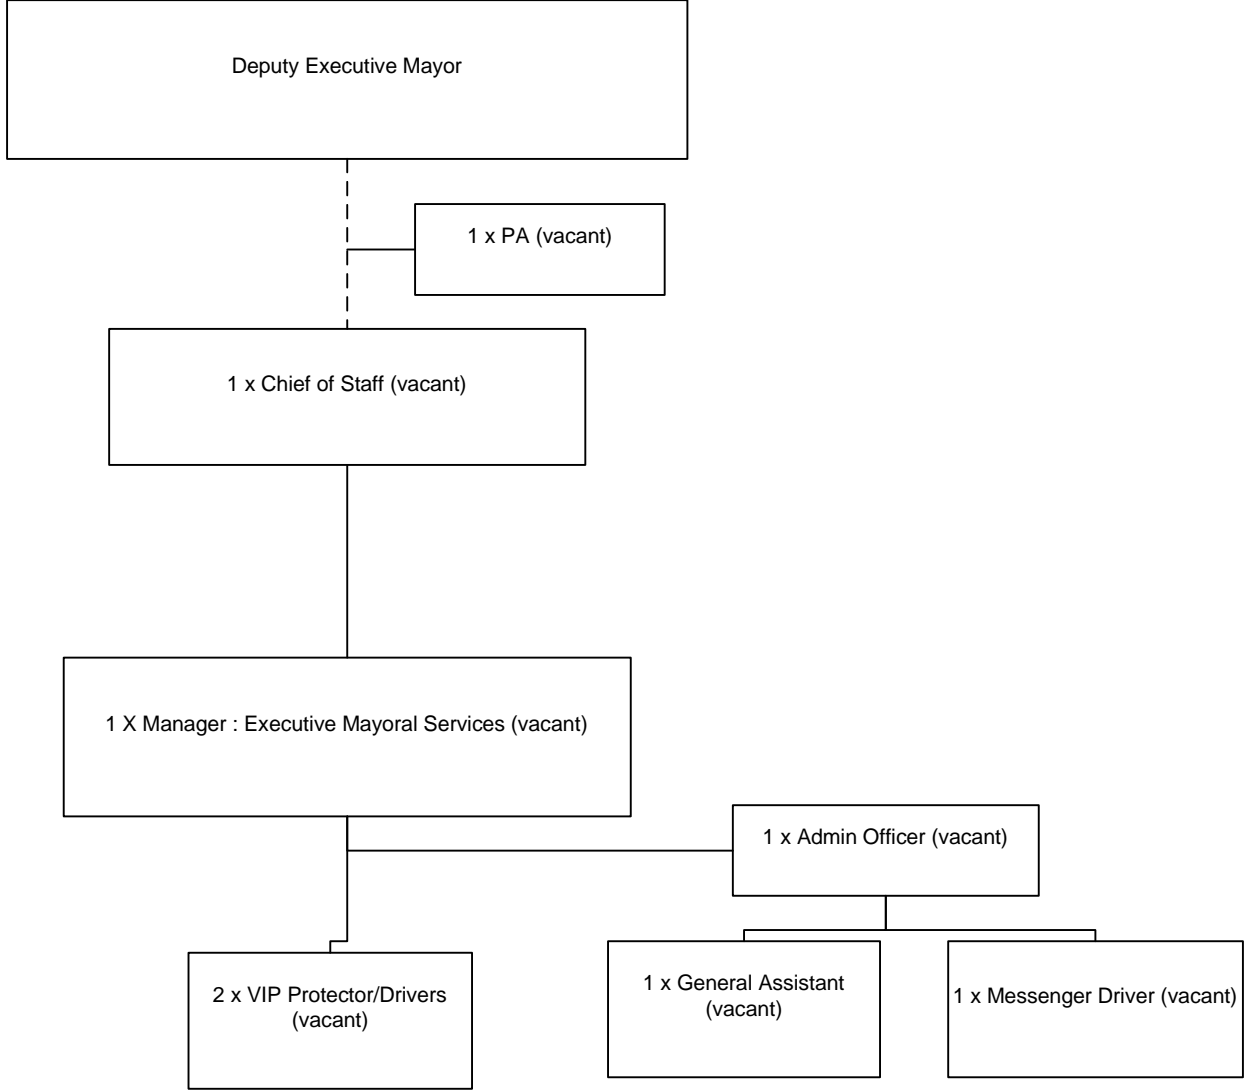 Deputy Executive Mayor
1 x PA (vacant)
1 x Chief of Staff (vacant)
1 X Manager : Executive Mayoral Services (vacant)
1 x Admin Officer (vacant)
2 x VIP Protector/Drivers
(vacant)
1 x General Assistant
(vacant)
1 x Messenger Driver (vacant)